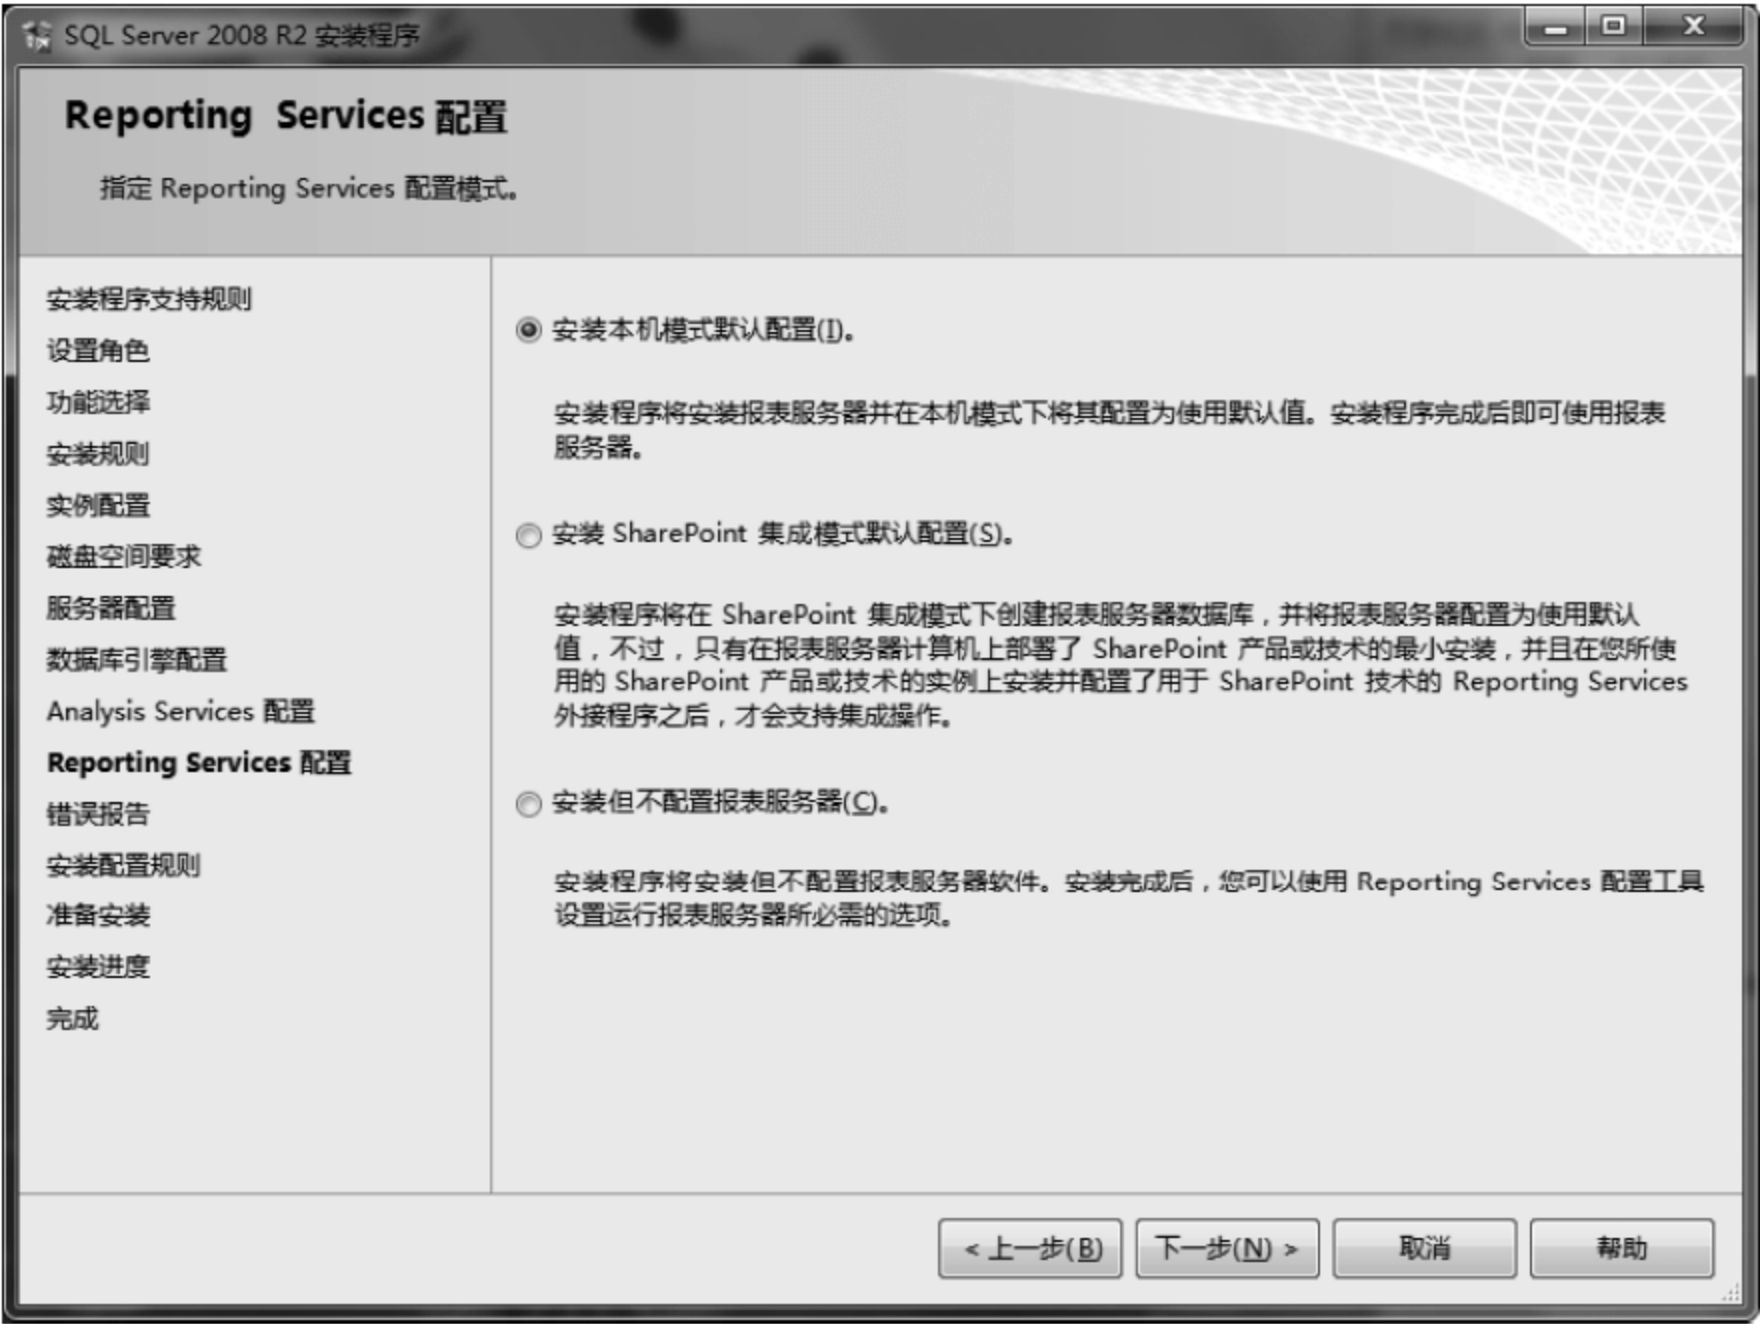 SQL Server 2008 R2 安装程序
Reporting Services 配置
指定 Reporting Services 配置模式。
安装程序支持规则
设置角色
功能选择
安装规则
实例配置
磁盘空间要求
服务器配置
数据库引擎配置
Analysis Services 配置
Reporting Services 配置
错误报告
安装配置规则
准备安装
安装进度
完成
安装本机模式默认配置(I)。
安装程序将安装报表服务器并在本机模式下将其配置为使用默认值。安装程序完成后即可使用报表
服务器。
安装 SharePoint 集成模式默认配置(S)。
安装程序将在 SharePoint 集成模式下创建报表服务器数据库，并将报表服务器配置为使用默认
值，不过，只有在报表服务器计算机上部署了 SharePoint 产品或技术的最小安装，并且在您所使
用的 SharePoint 产品或技术的实例上安装并配置了用于 SharePoint 技术的 Reporting Services
外接程序之后，才会支持集成操作。
安装但不配置报表服务器(C)。
安装程序将安装但不配置报表服务器软件。安装完成后，您可以使用 Reporting Services 配置工具
设置运行报表服务器所必需的选项。
< 上一步(B)
下一步(N) >
取消
帮助